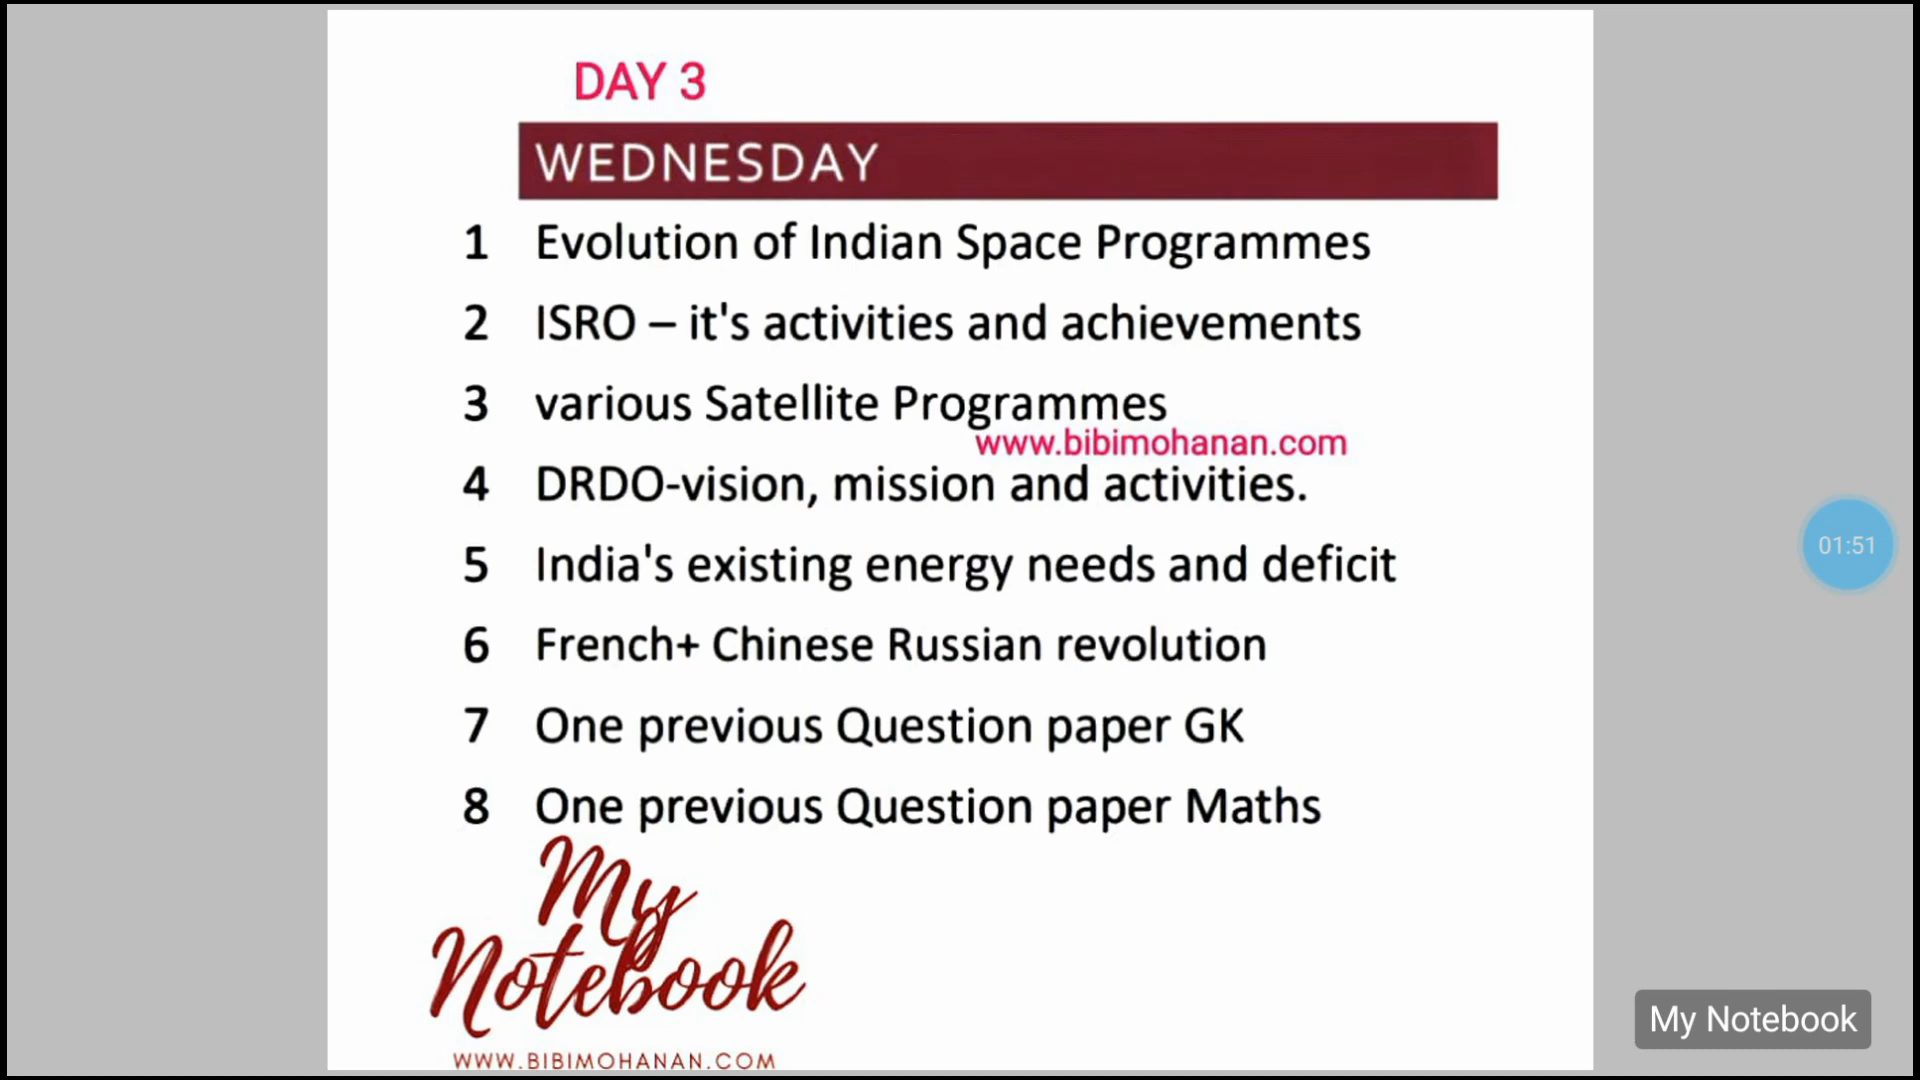 DAY 3
WEDNESDAY
1 Evolution of Indian Space Programmes
2 ISRO – it's activities and achievements
3 various Satellite Programmes
www.bibimohanan.com
4 DRDO-vision, mission and activities.
5 India's existing energy needs and deficit
01:51
6 French+ Chinese Russian revolution
7 One previous Question paper GK
8 One previous Question paper Maths
My
Notebook
My Notebook
WWW.BIBIMOHANAN.COM